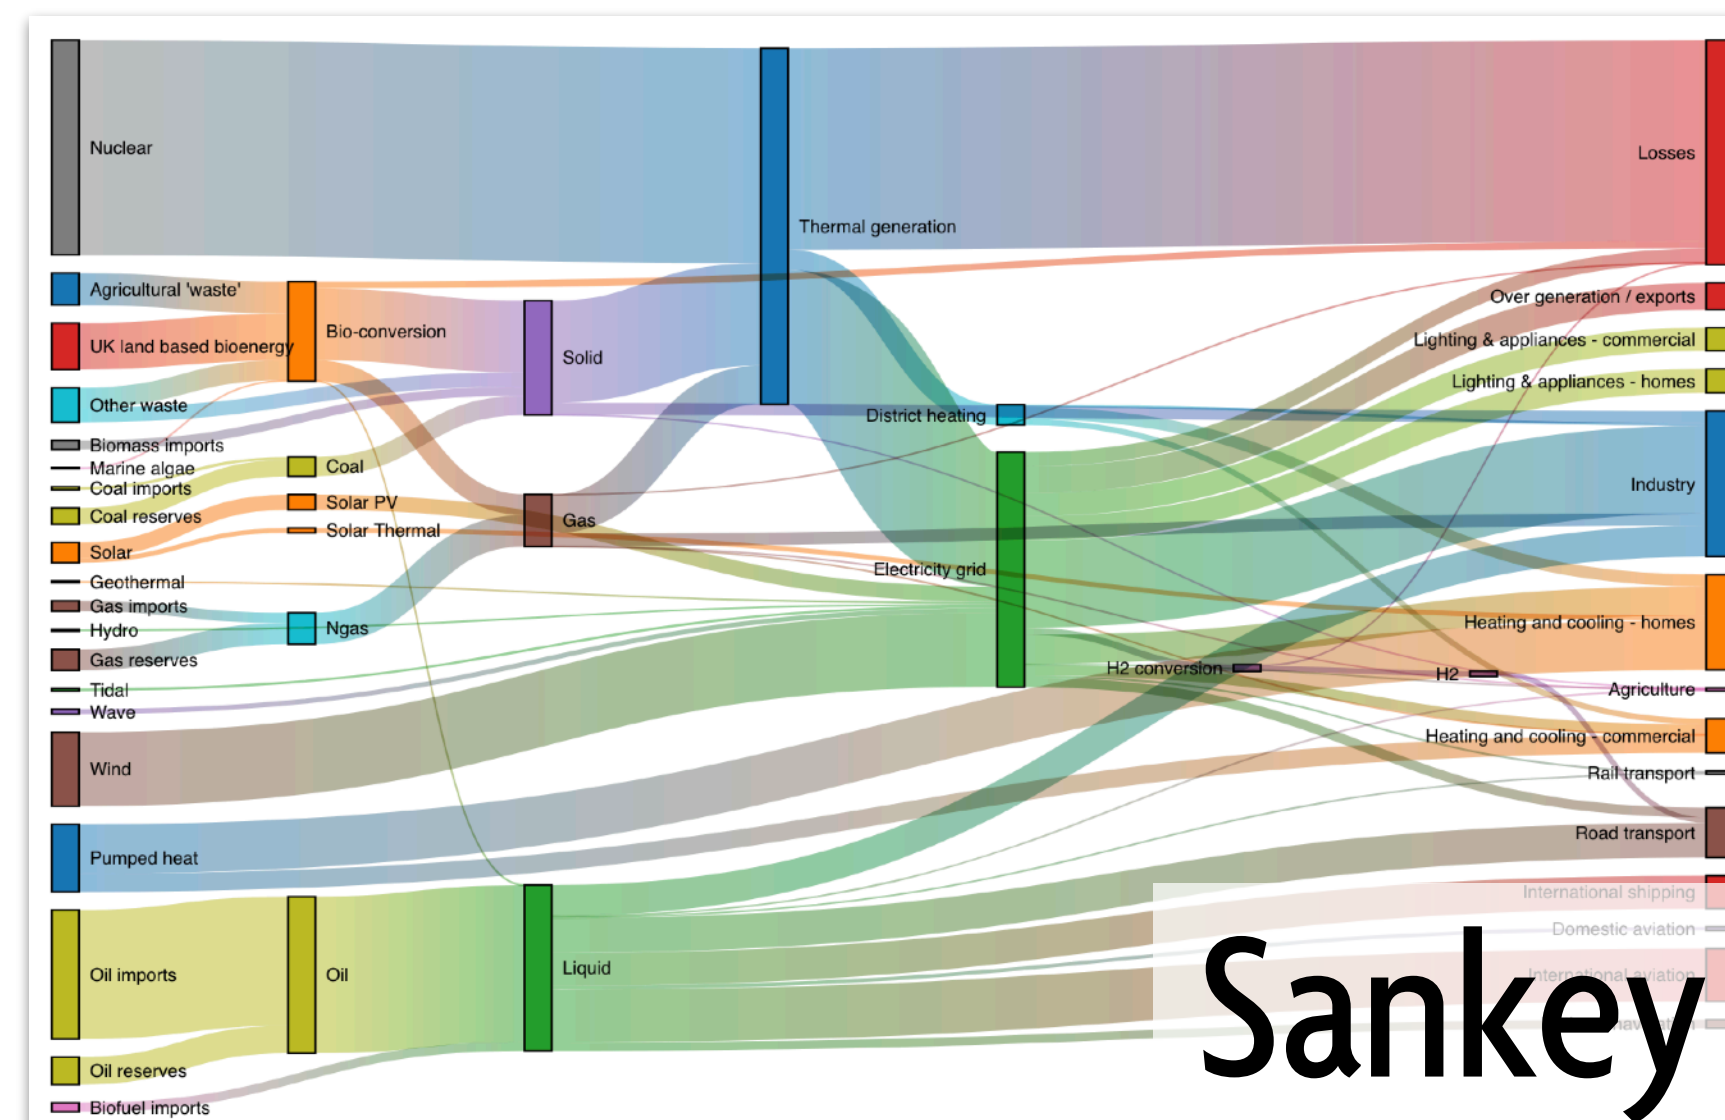 Nuclear
Agricultural 'waste'
UK land based bioenergy
Other waste
Biomass imports
Marine algae
Coal imports
Coal reserves
Solar
Geothermal
Gas imports
Hydro
Gas reserves
Tidal
Wave
Wind
Pumped heat
Oil imports
Oil reserves
Biofuel imports
Bio-conversion
Coal
Solar PV
Solar Thermal
Ngas
Oil
Solid
Gas
Liquid
Thermal generation
District heating
Electricity grid
H2 conversion
H2
Losses
Over generation / exports
Lighting & appliances - commercial
Lighting & appliances - homes
Industry
Heating and cooling - homes
Agriculture
Heating and cooling - commercial
Rail transport
Road transport
International shipping
Domestic aviation
International aviation
Sankey